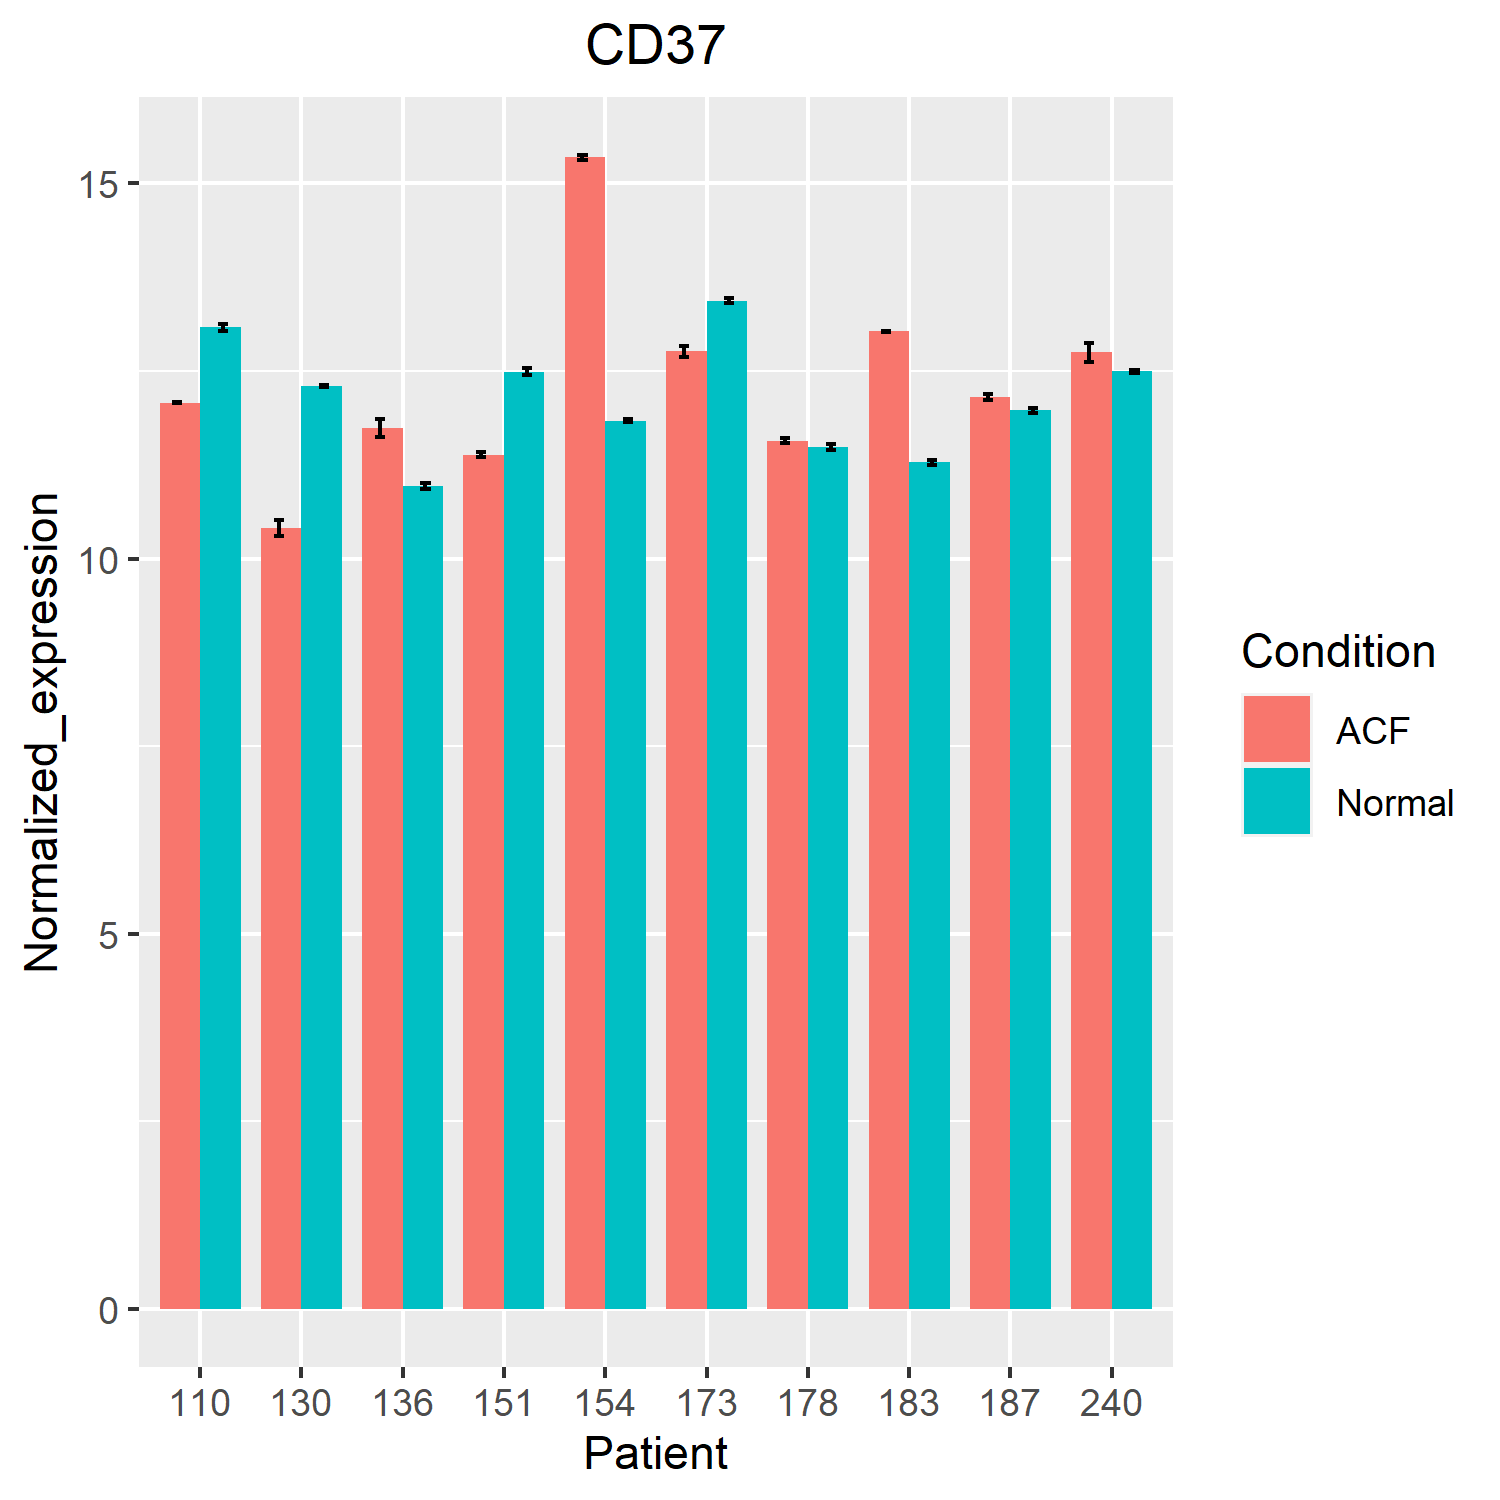 CD37
Normalized_expression
15
10
5
0
110 130 136 151 154 173 178 183 187 240
Patient
Condition
ACF
Normal